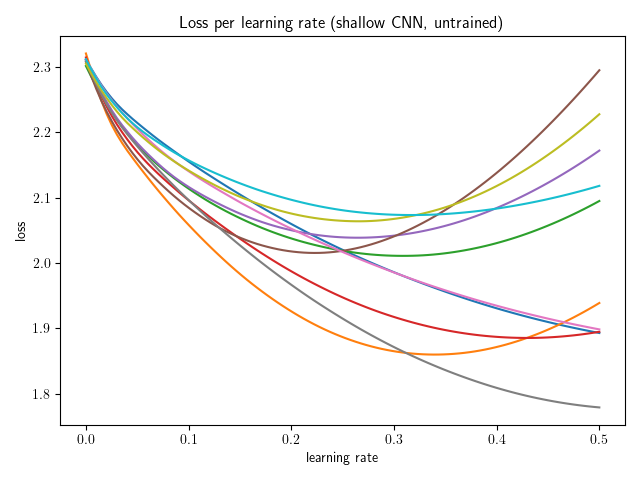 Loss per learning rate (shallow CNN, untrained)
loss
2.3
2.2
2.1
2.0
1.9
1.8
0.0 0.1 0.2 0.3 0.4 0.5
learning rate